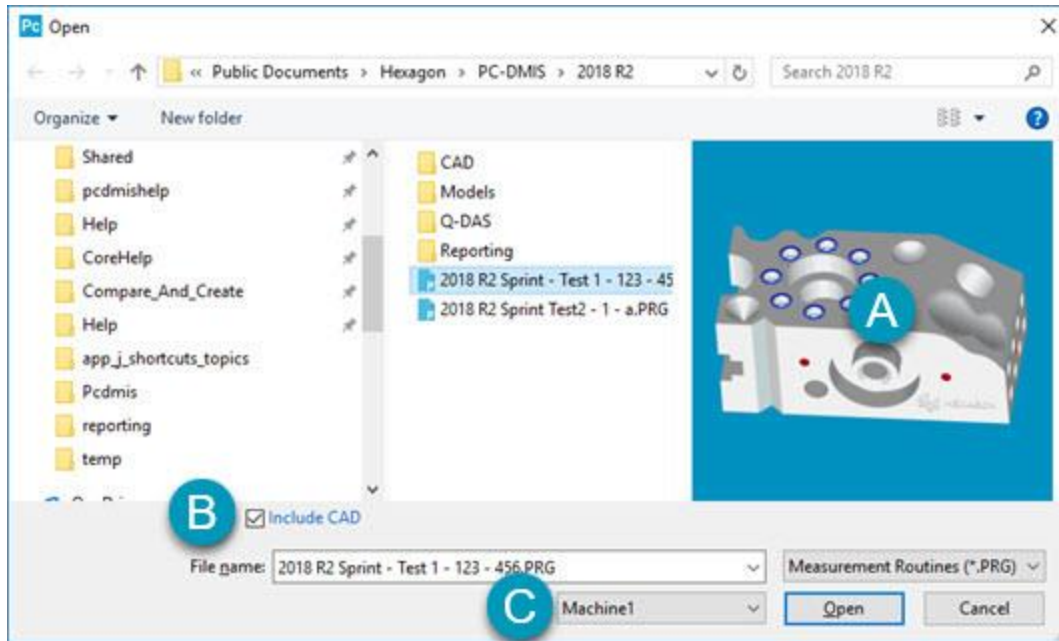 Pc Open
« Public Documents > Hexagon > PC-DMIS > 2018 R2
Search 2018 R2
Organize
New folder
Shared
pcdmishelp
Help
CoreHelp
Compare_And_Create
Help
app_j_shortcuts_topics
Pcdmis
reporting
temp
CAD
Models
Q-DAS
Reporting
2018 R2 Sprint - Test 1 - 123 - 45
2018 R2 Sprint Test2 - 1 - a.PRG
A
B
Include CAD
File name: 2018 R2 Sprint - Test 1 - 123 - 456.PRG
Measurement Routines (*.PRG)
C
Machine1
Open
Cancel